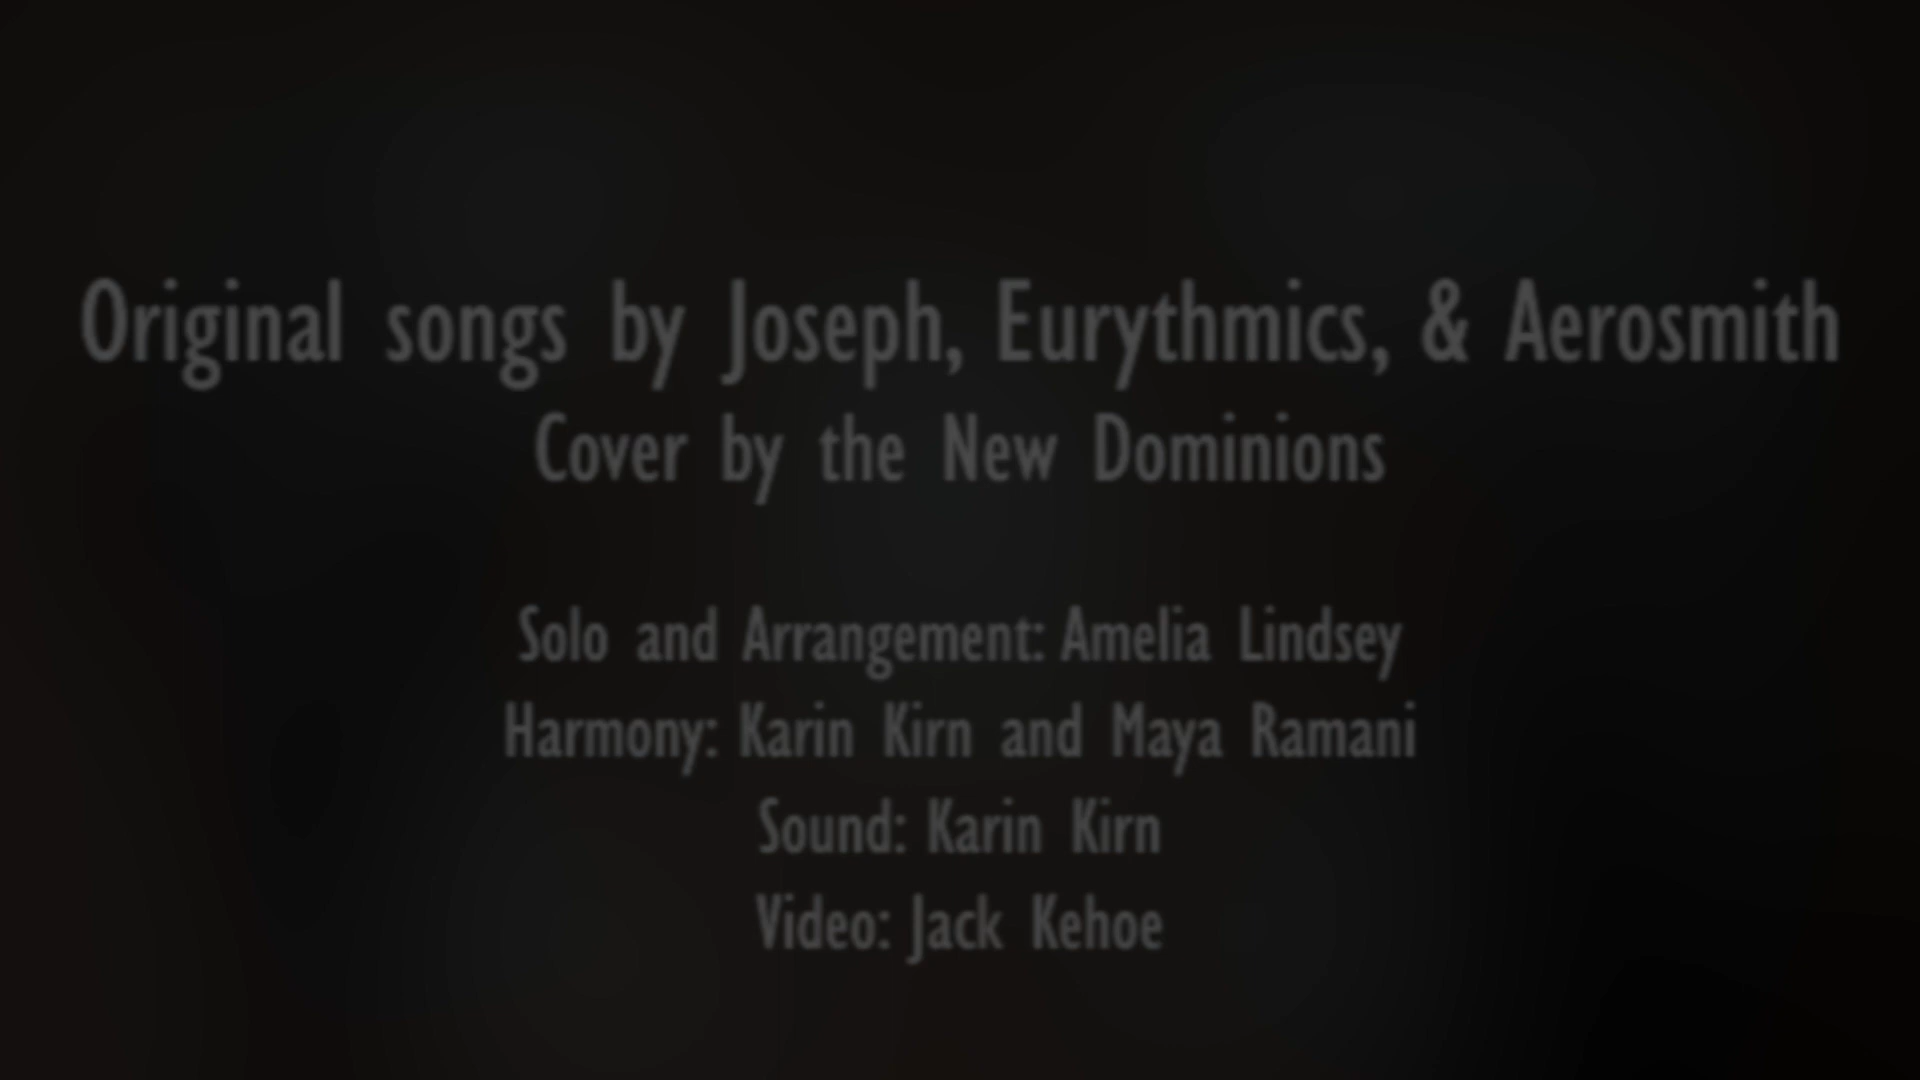 Original songs by Joseph, Eurythmics, & Aerosmith
Cover by the New Dominions
Solo and Arrangement: Amelia Lindsey
Harmony: Karin Kirn and Maya Ramani
Sound: Karin Kirn
Video: Jack Kehoe